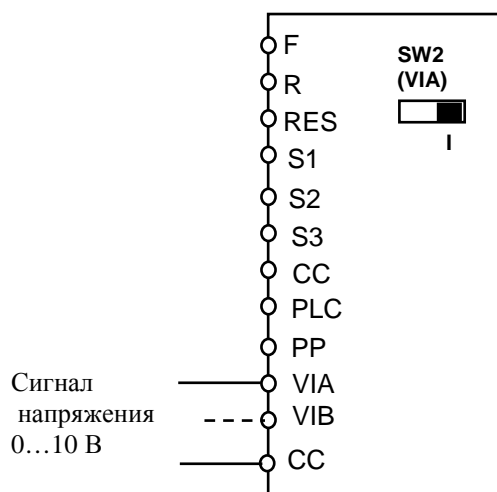 F
SW2
(VIA)
R
RES
I
S1
S2
S3
CC
PLC
PP
Сигнал
напряжения
0…10 В
VIA
VIB
CC